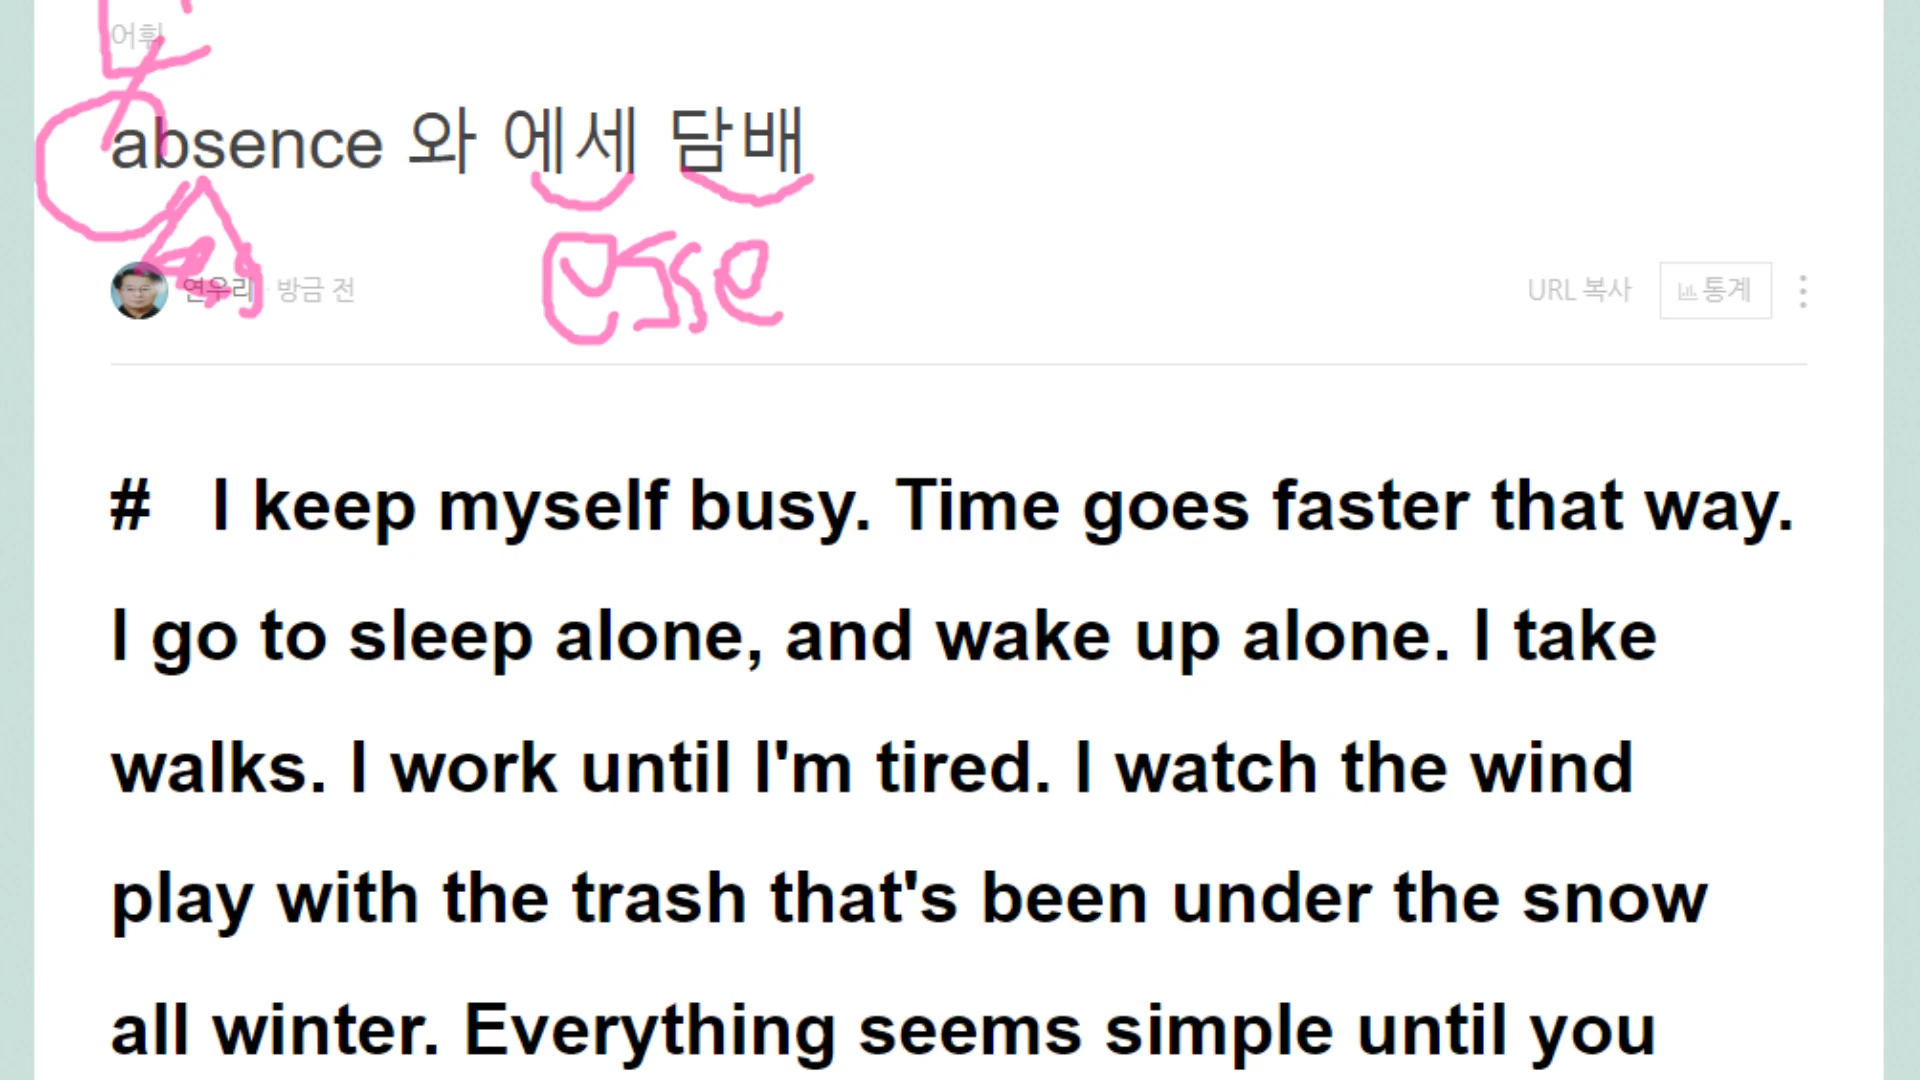 어휘
absence 와 에세 담배
esse
연우리 · 방금 전
URL 복사
통계
# I keep myself busy. Time goes faster that way.
I go to sleep alone, and wake up alone. I take
walks. I work until I'm tired. I watch the wind
play with the trash that's been under the snow
all winter. Everything seems simple until you